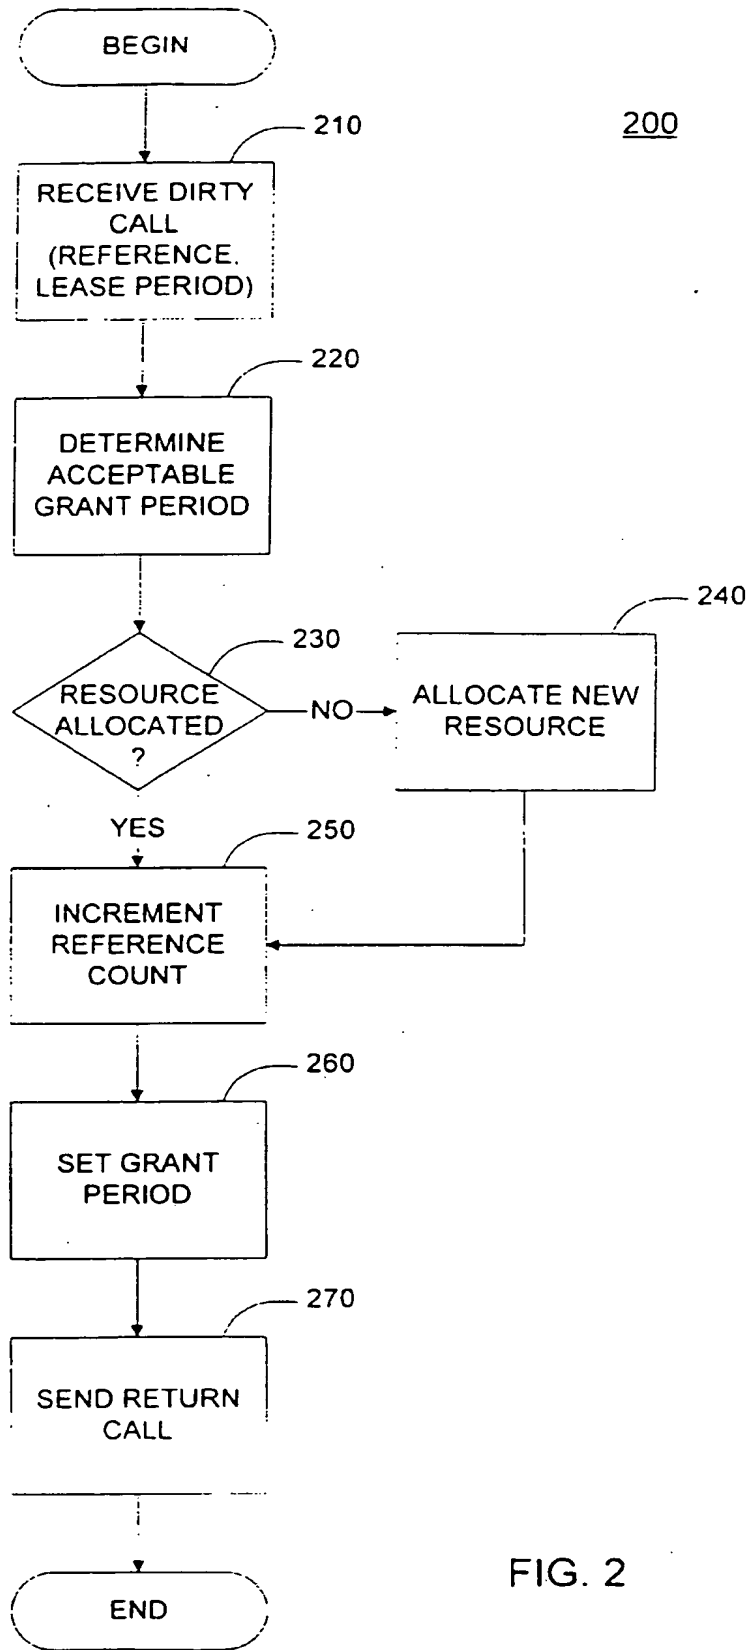 BEGIN
210
200
RECEIVE DIRTY
CALL
(REFERENCE,
LEASE PERIOD)
220
DETERMINE
ACCEPTABLE
GRANT PERIOD
230
240
RESOURCE
ALLOCATED
?
NO
ALLOCATE NEW
RESOURCE
YES
250
INCREMENT
REFERENCE
COUNT
260
SET GRANT
PERIOD
270
SEND RETURN
CALL
END
FIG. 2